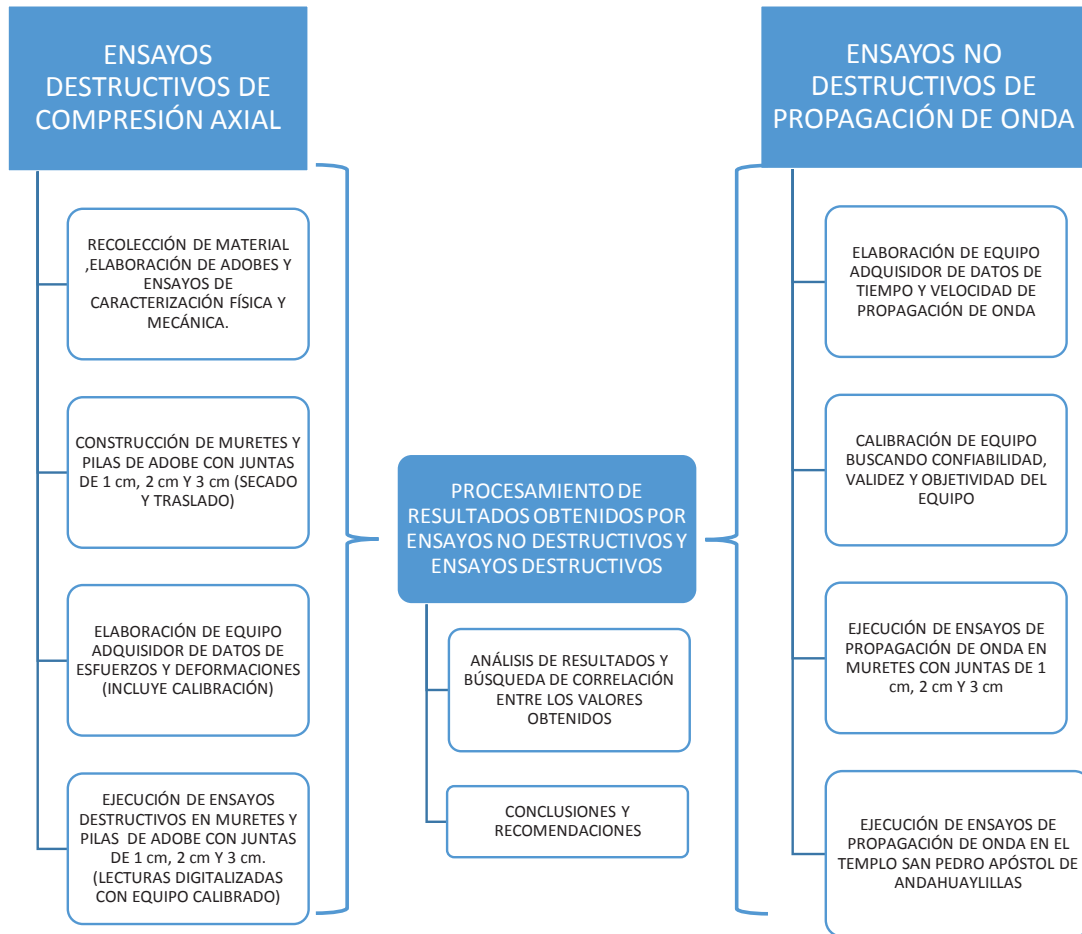 ENSAYOS
DESTRUCTIVOS DE
COMPRESIÓN AXIAL
RECOLECCIÓN DE MATERIAL
,ELABORACIÓN DE ADOBES Y
ENSAYOS DE
CARACTERIZACIÓN FÍSICA Y
MECÁNICA.
CONSTRUCCIÓN DE MURETES Y
PILAS DE ADOBE CON JUNTAS
DE 1 cm, 2 cm Y 3 cm (SECADO
Y TRASLADO)
ELABORACIÓN DE EQUIPO
ADQUISIDOR DE DATOS DE
ESFUERZOS Y DEFORMACIONES
(INCLUYE CALIBRACIÓN)
EJECUCIÓN DE ENSAYOS
DESTRUCTIVOS EN MURETES Y
PILAS DE ADOBE CON JUNTAS
DE 1 cm, 2 cm Y 3 cm.
(LECTURAS DIGITALIZADAS
CON EQUIPO CALIBRADO)
PROCESAMIENTO DE
RESULTADOS OBTENIDOS POR
ENSAYOS NO DESTRUCTIVOS Y
ENSAYOS DESTRUCTIVOS
ANÁLISIS DE RESULTADOS Y
BÚSQUEDA DE CORRELACIÓN
ENTRE LOS VALORES
OBTENIDOS
CONCLUSIONES Y
RECOMENDACIONES
ENSAYOS NO
DESTRUCTIVOS DE
PROPAGACIÓN DE ONDA
ELABORACIÓN DE EQUIPO
ADQUISIDOR DE DATOS DE
TIEMPO Y VELOCIDAD DE
PROPAGACIÓN DE ONDA
CALIBRACIÓN DE EQUIPO
BUSCANDO CONFIABILIDAD,
VALIDEZ Y OBJETIVIDAD DEL
EQUIPO
EJECUCIÓN DE ENSAYOS DE
PROPAGACIÓN DE ONDA EN
MURETES CON JUNTAS DE 1
cm, 2 cm Y 3 cm
EJECUCIÓN DE ENSAYOS DE
PROPAGACIÓN DE ONDA EN EL
TEMPLO SAN PEDRO APÓSTOL DE
ANDAHUAYLILLAS